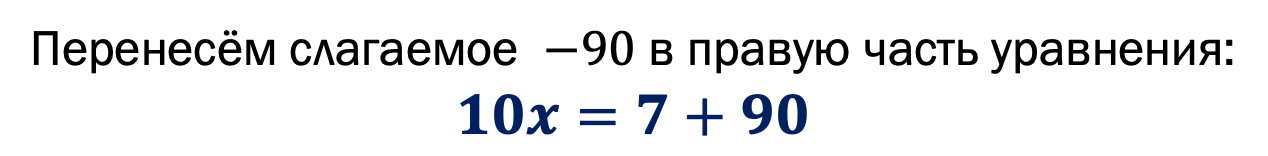 Перенесём слагаемое −90 в правую часть уравнения:
10x = 7 + 90